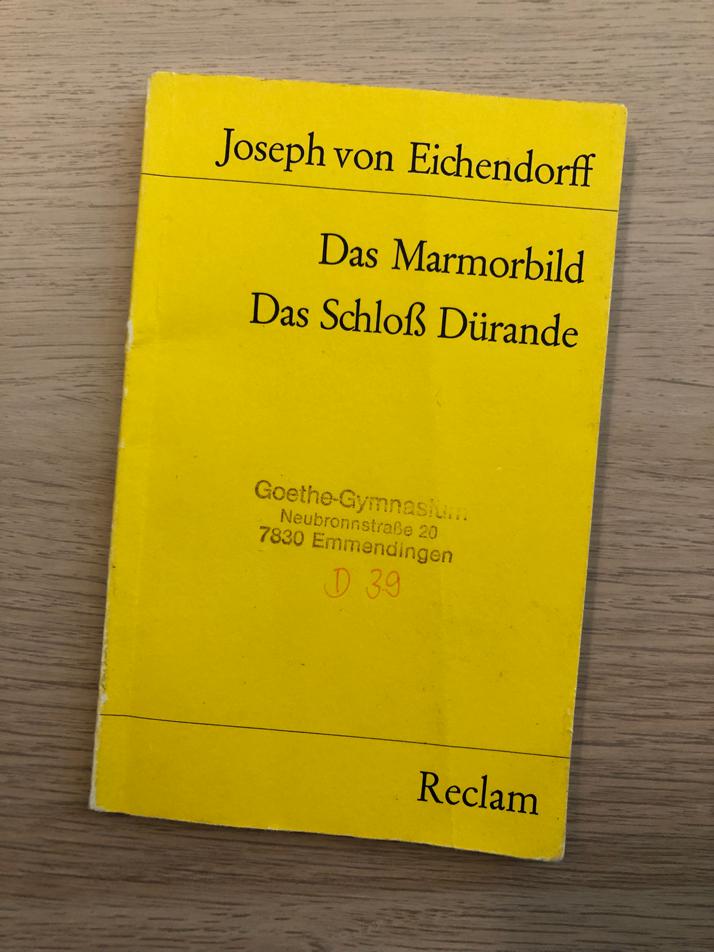 Joseph von Eichendorff
Das Marmorbild
Das Schloß Dürande
Goethe-Gymnasium
Neubronnstraße 20
7830 Emmendingen
D 39
Reclam